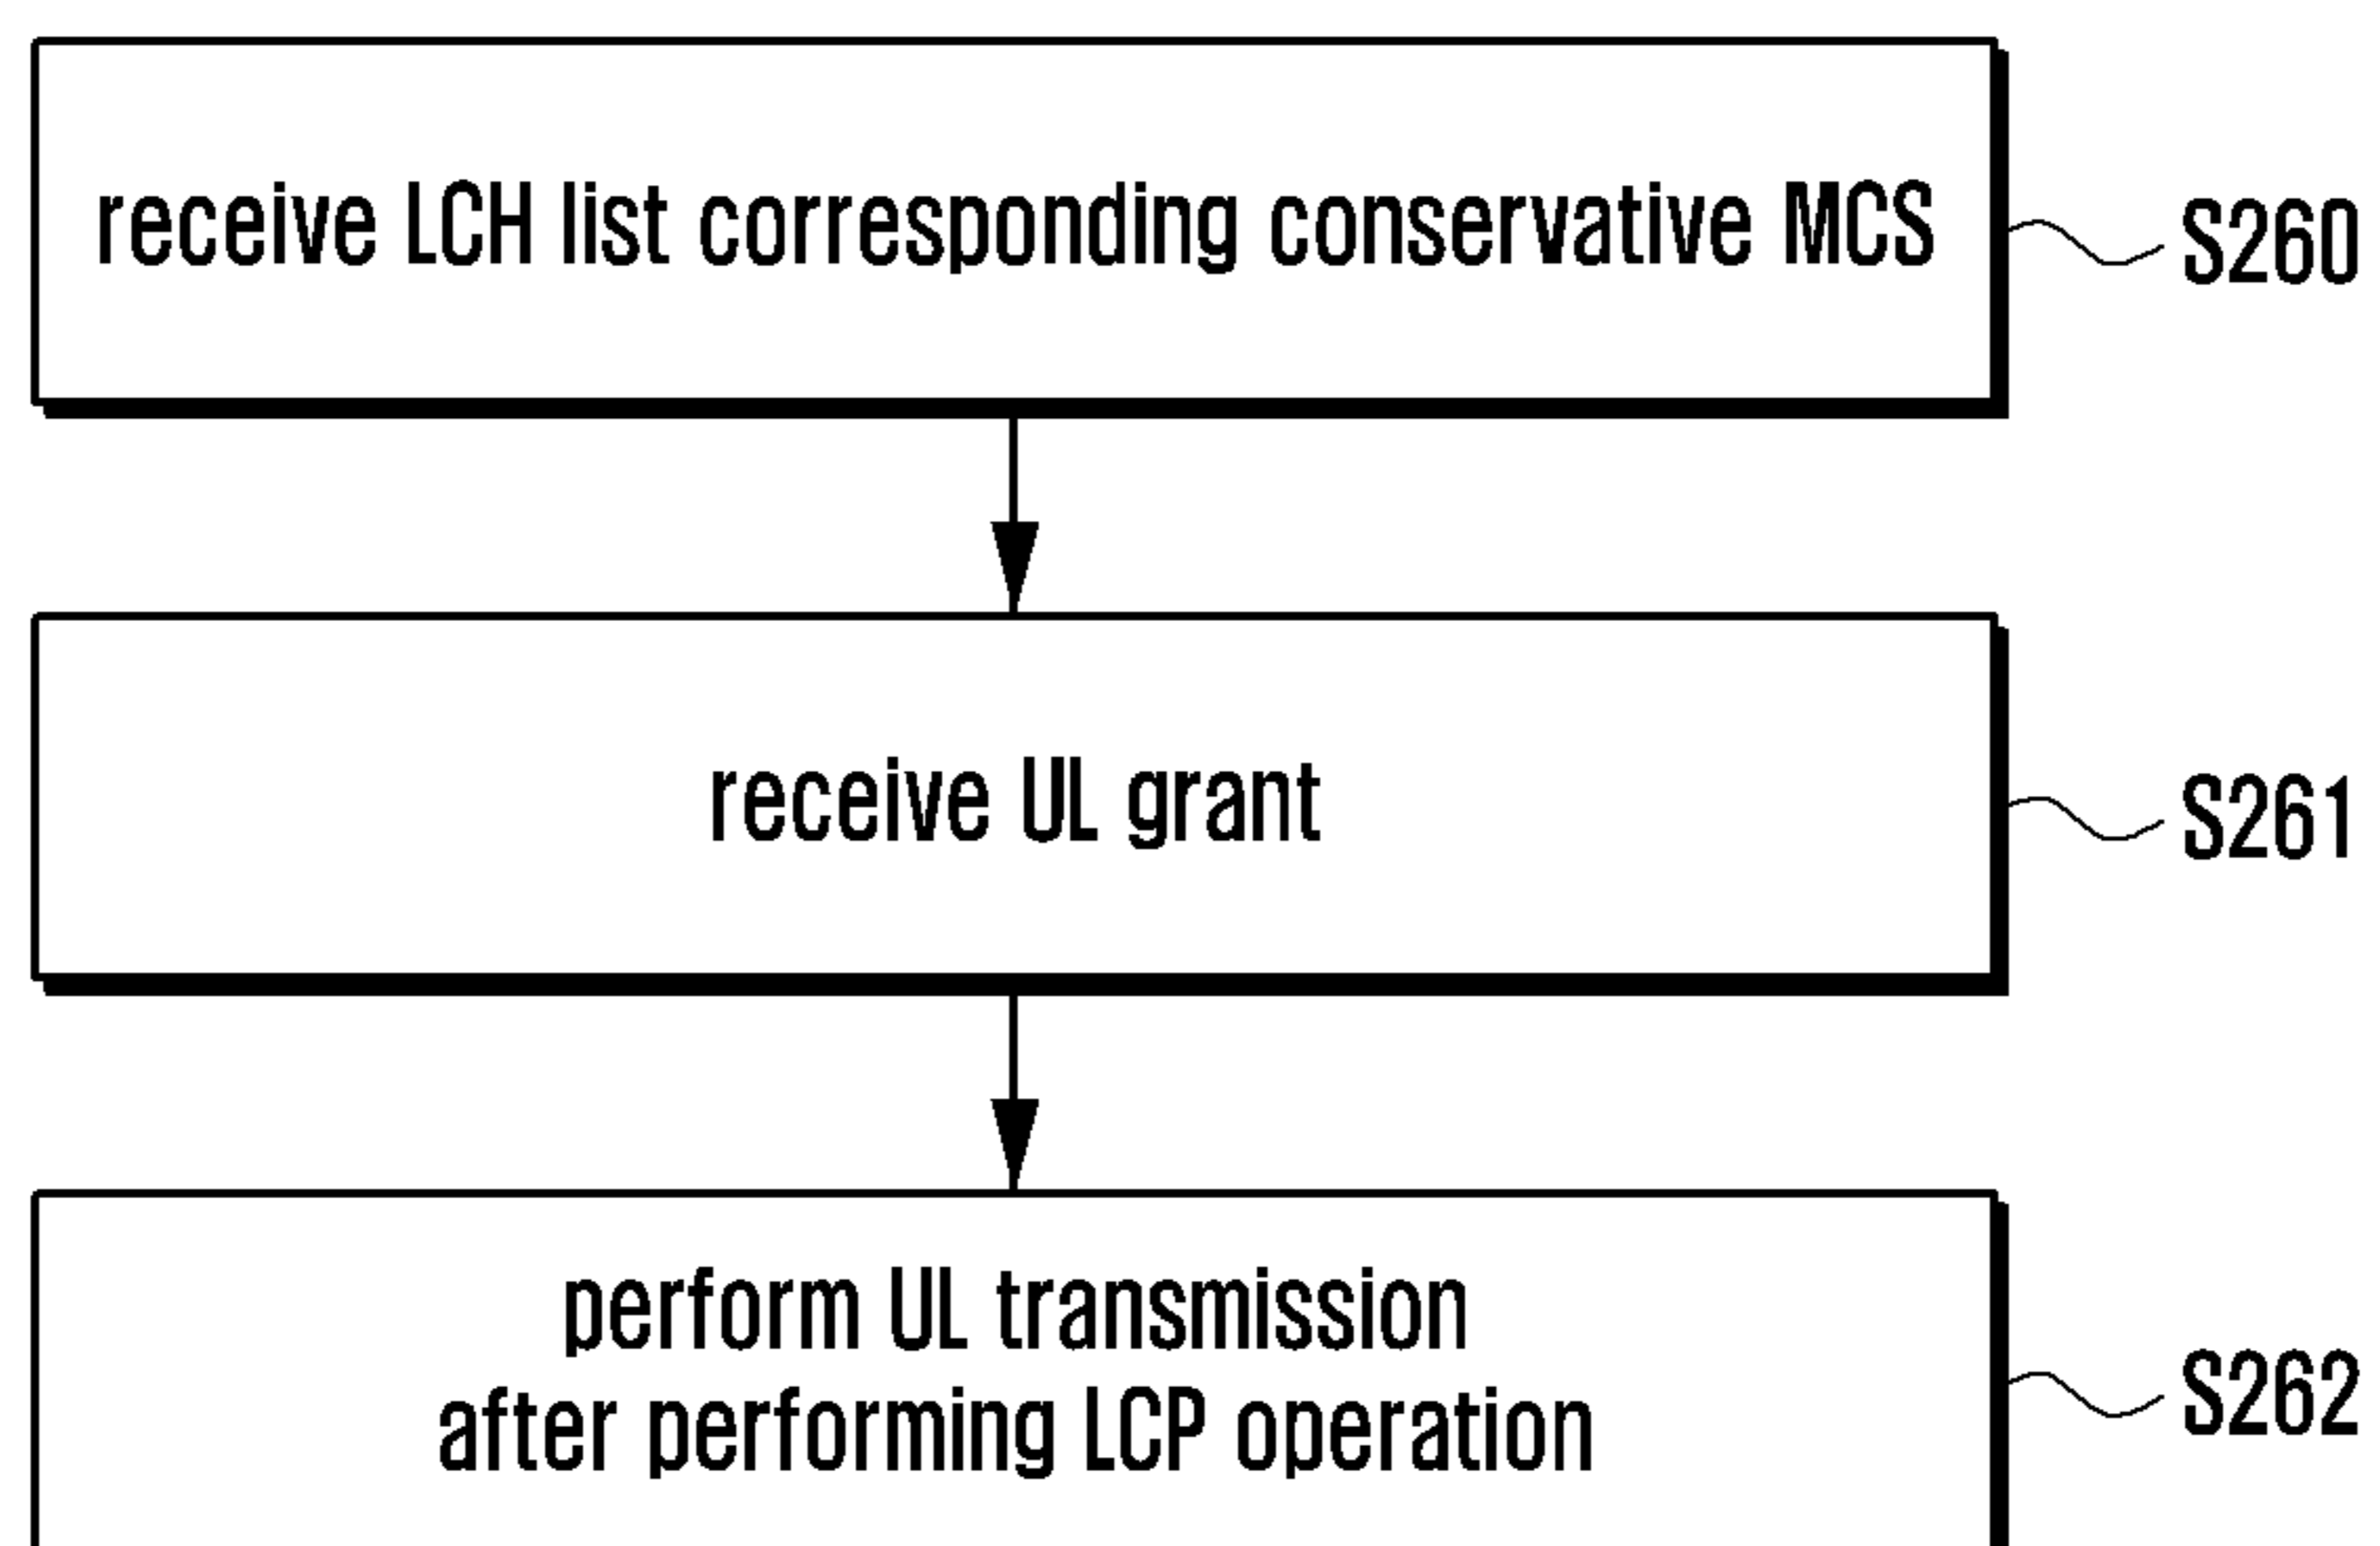 receive LCH list corresponding conservative MCS
S260
receive UL grant
S261
perform UL transmission
after performing LCP operation
S262